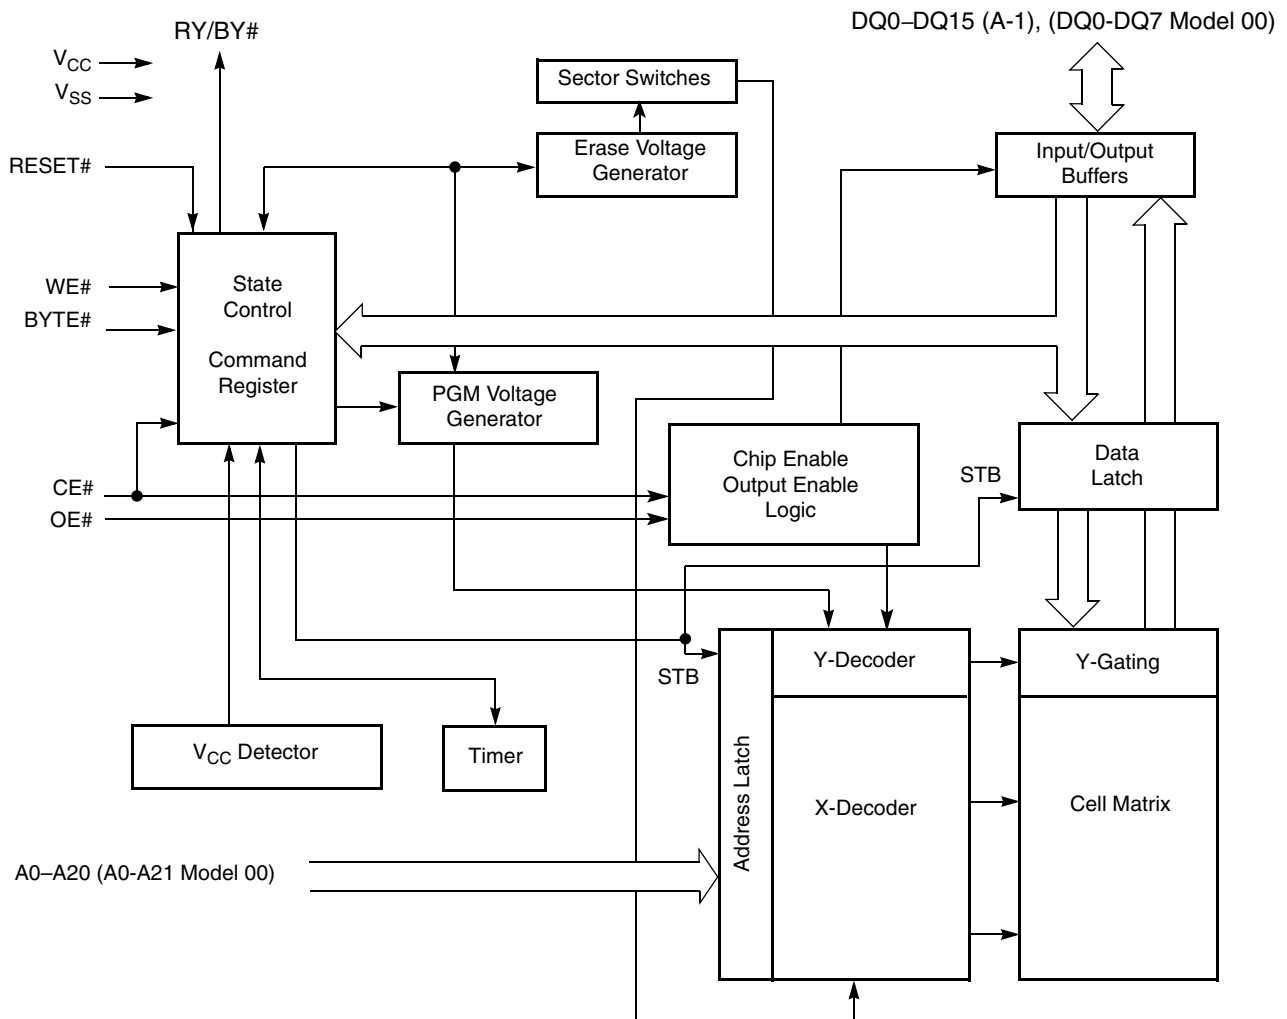 RY/BY#
DQ0–DQ15 (A-1), (DQ0-DQ7 Model 00)
VCC
VSS
Sector Switches
RESET#
Erase Voltage
Generator
Input/Output
Buffers
WE#
BYTE#
State
Control
Command
Register
PGM Voltage
Generator
CE#
OE#
Chip Enable
Output Enable
Logic
STB
Data
Latch
STB
Address Latch
Y-Decoder
Y-Gating
VCC Detector
Timer
X-Decoder
Cell Matrix
A0–A20 (A0-A21 Model 00)